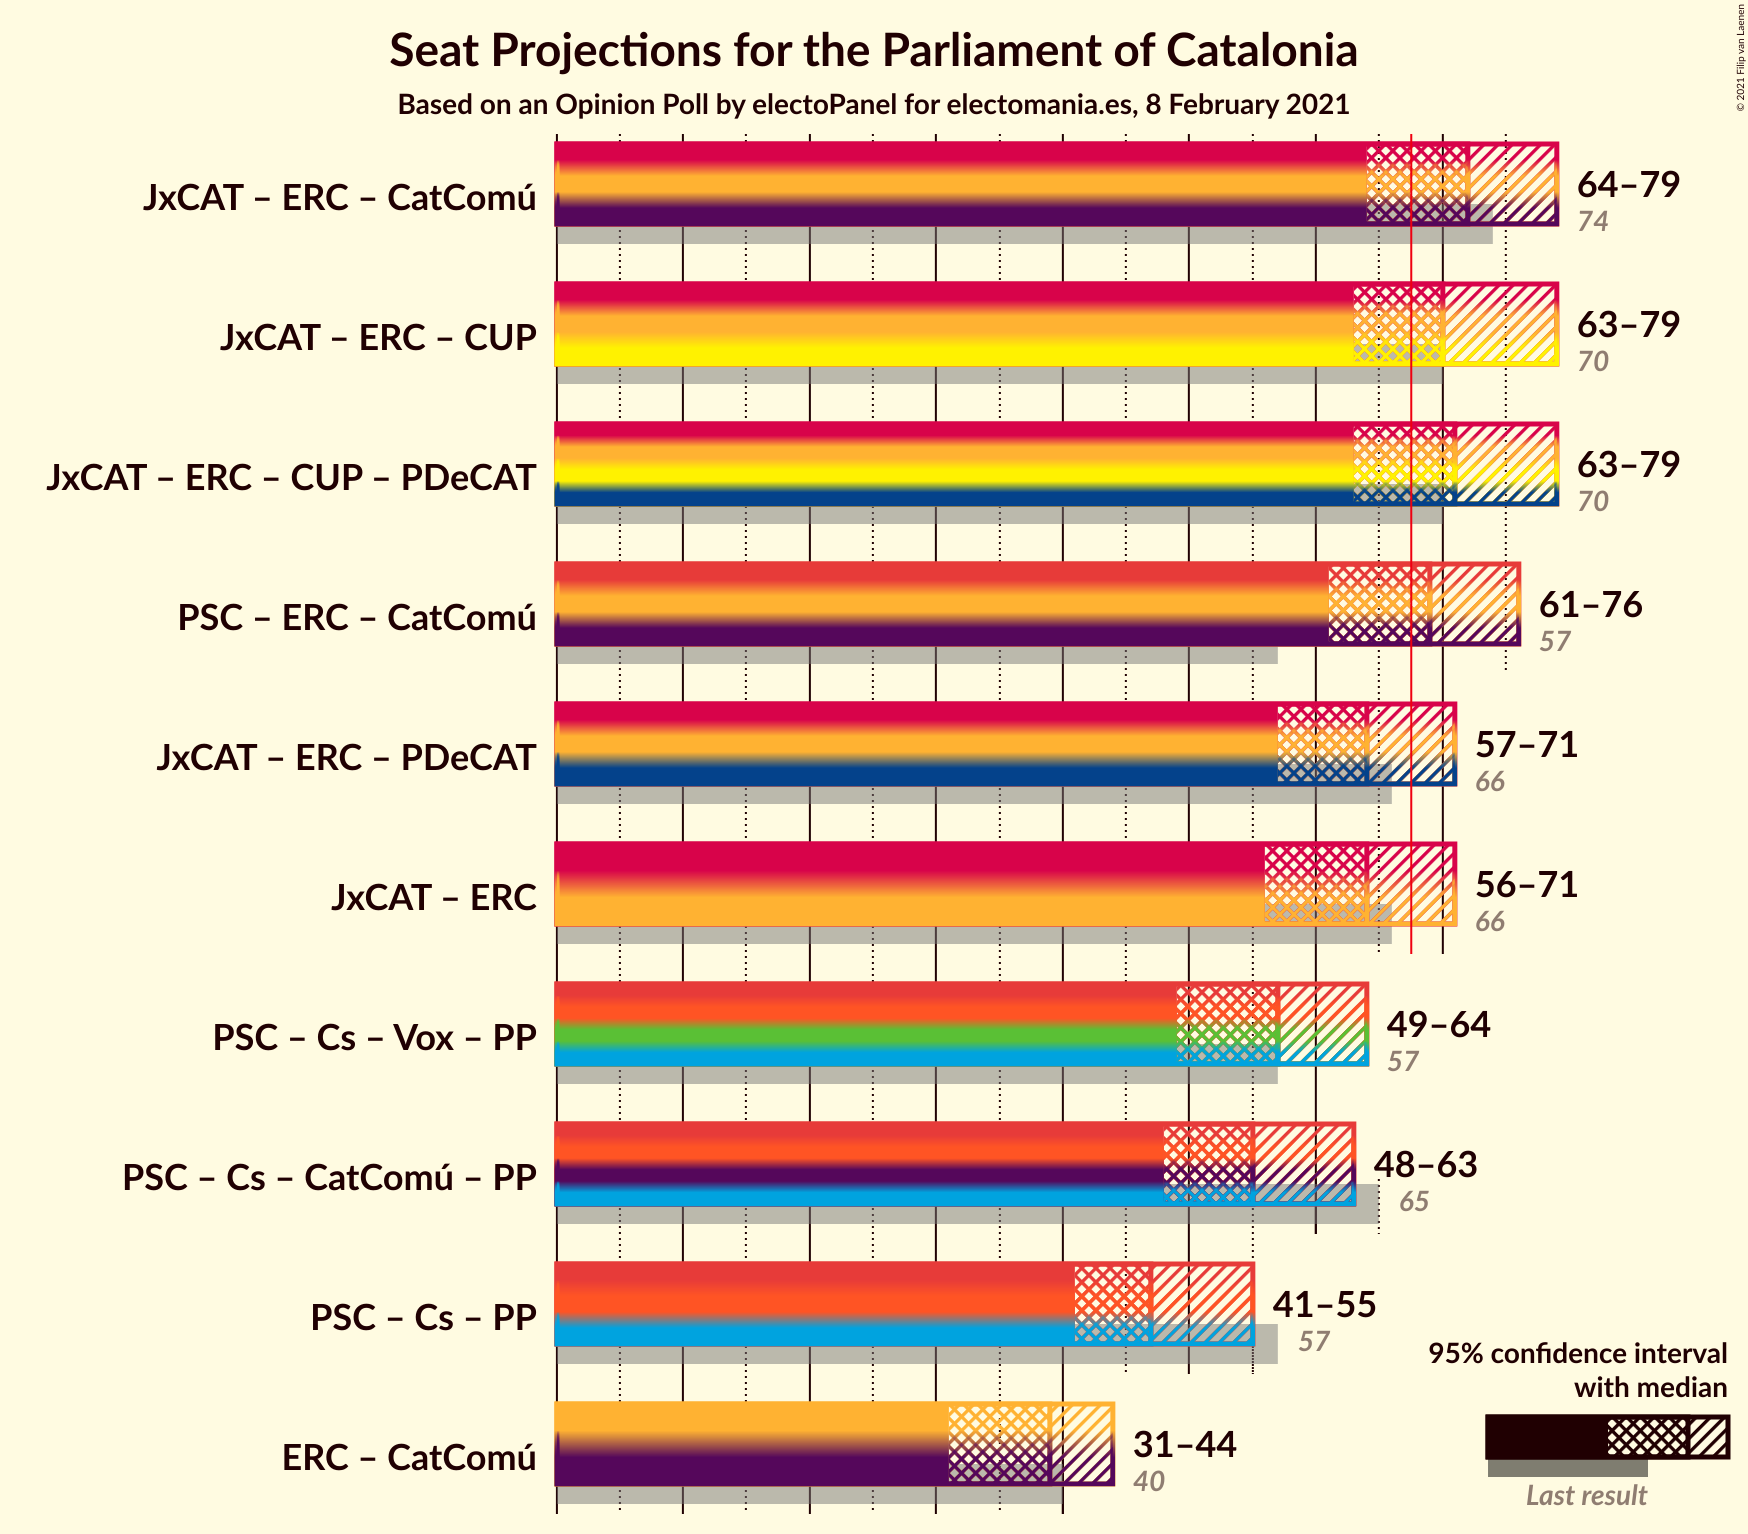 © 2021 Filip van Laenen
Seat Projections for the Parliament of Catalonia
Based on an Opinion Poll by electoPanel for electomania.es, 8 February 2021
JxCAT – ERC – CatComú
64–79
74
JxCAT – ERC – CUP
63–79
70
JxCAT – ERC – CUP – PDeCAT
63–79
70
PSC – ERC – CatComú
61–76
57
JxCAT – ERC – PDeCAT
57–71
66
JxCAT – ERC
56–71
66
PSC – Cs – Vox – PP
49–64
57
PSC – Cs – CatComú – PP
48–63
65
PSC – Cs – PP
41–55
57
ERC – CatComú
31–44
40
95% confidence interval
with median
Last result